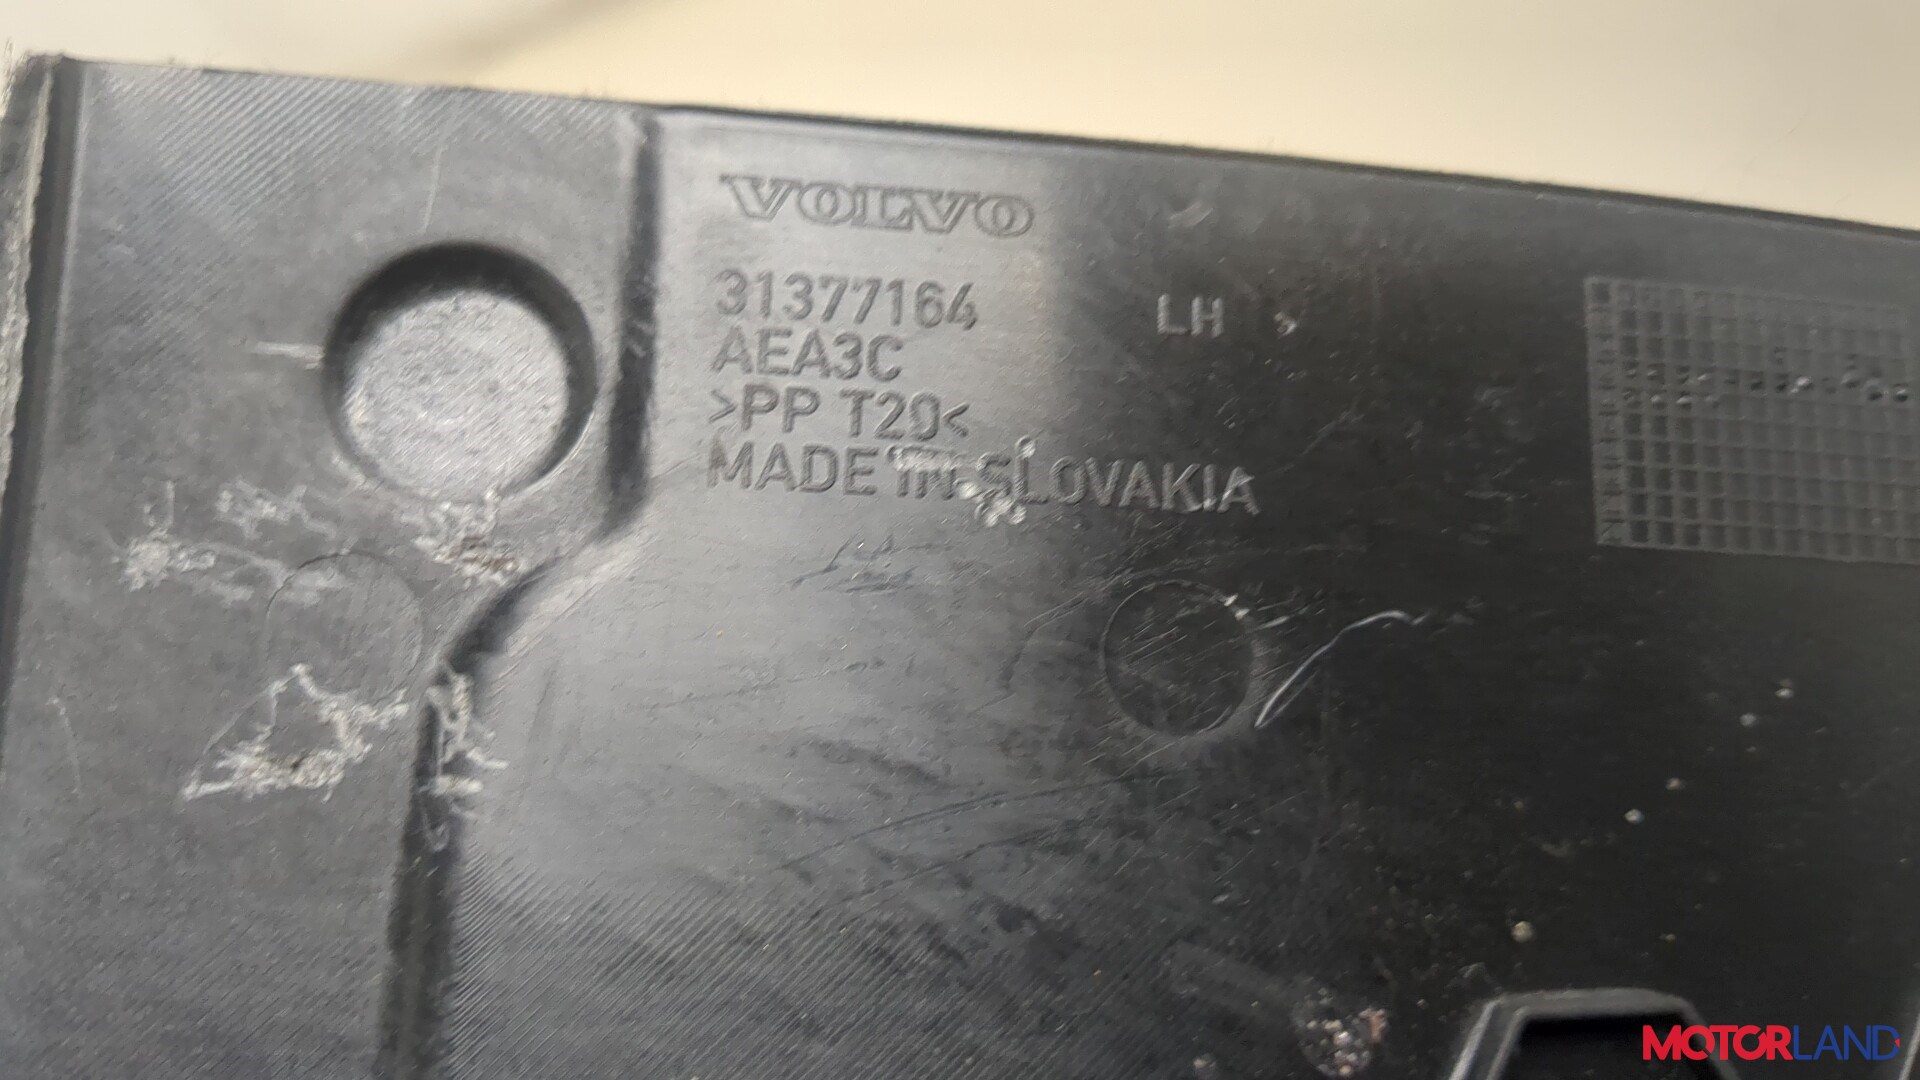 VOLVO
31377164
LH
AEA3C
>PP T20<
MADE IN SLOVAKIA
MOTORLAND